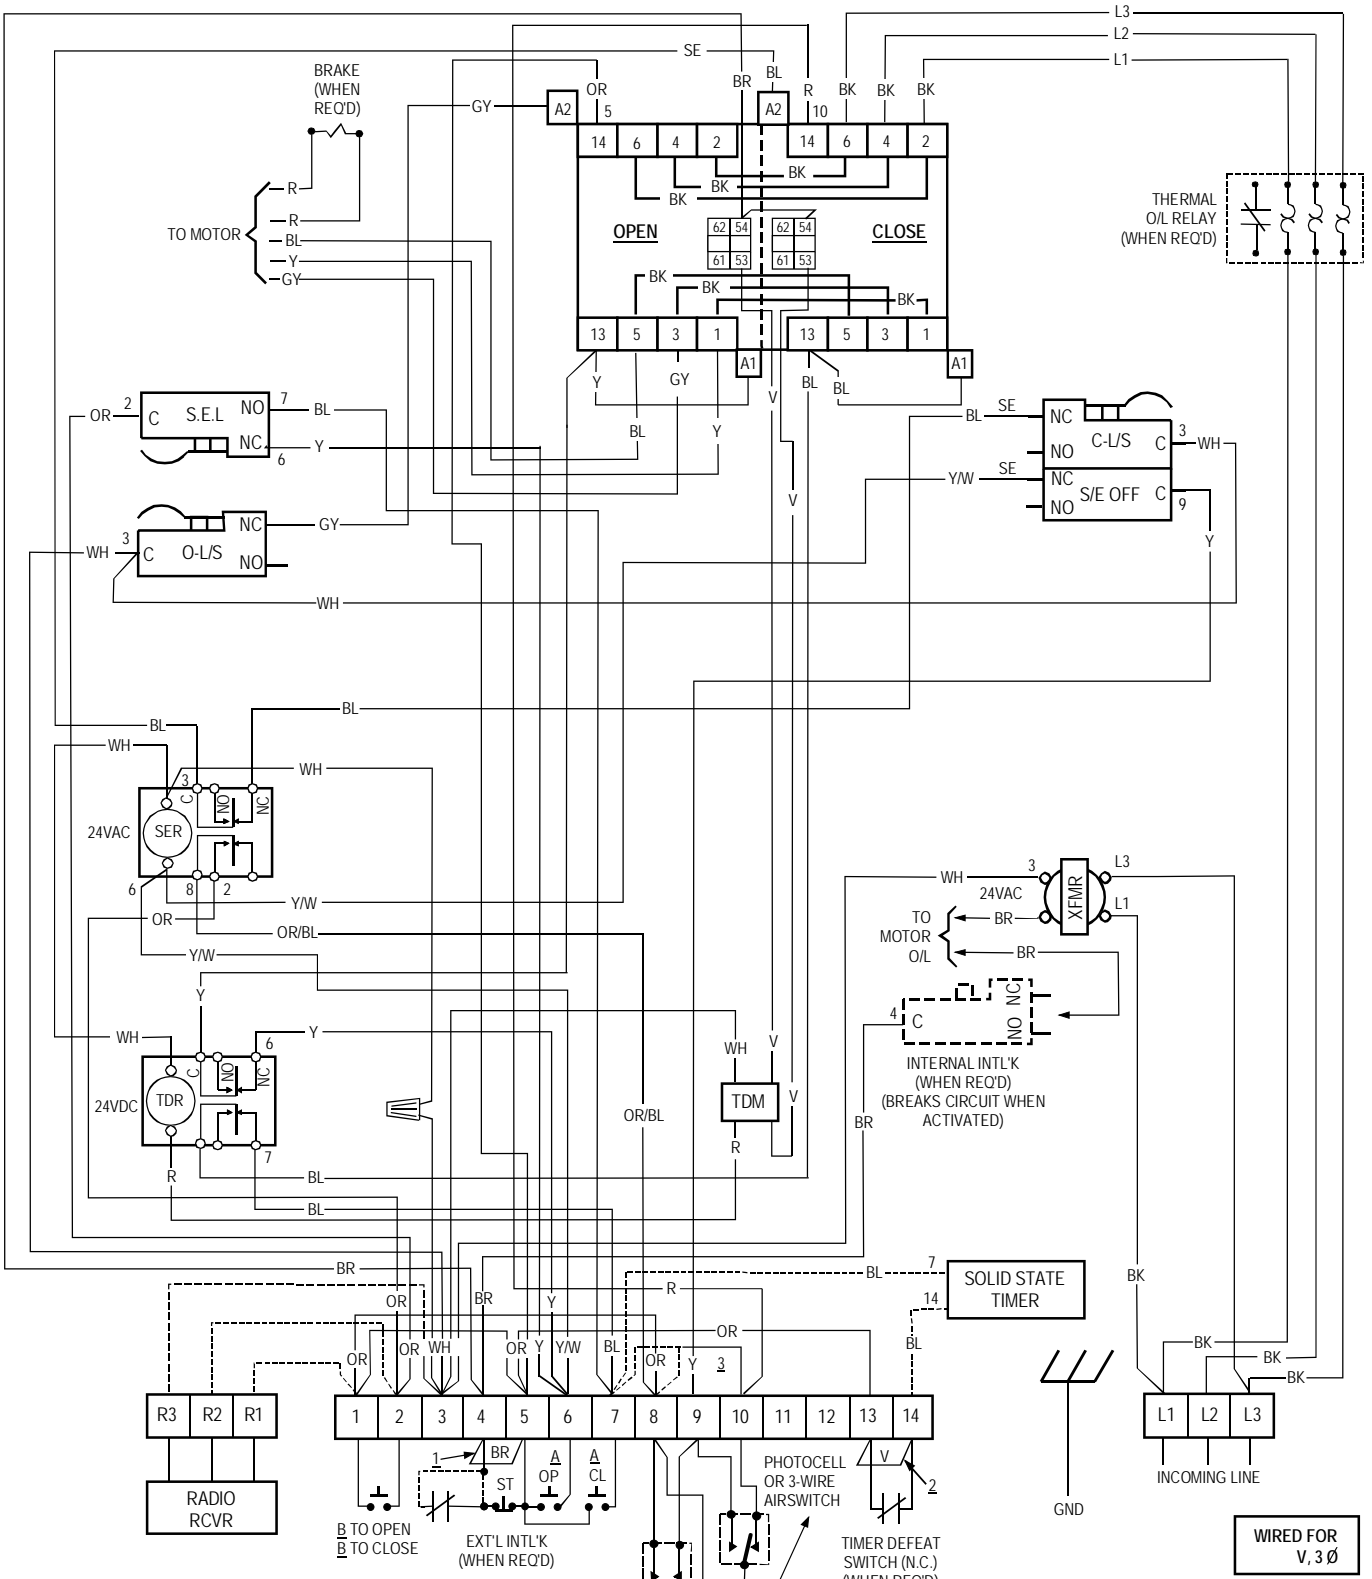 L3
L2
L1
SE
BRAKE
(WHEN
REQ'D)
BR
BL
OR
R
BK
BK
BK
GY
A2
5
A2
10
14
6
4
2
14
6
4
2
BK
BK
BK
R
R
BL
Y
GY
TO MOTOR
OPEN
62 54
61 53
62 54
61 53
CLOSE
THERMAL
O/L RELAY
(WHEN REQ'D)
BK
BK
BK
13
5
3
1
13
5
3
1
A1
A1
Y
GY
BL
BL
V
BL
Y
OR
2
C
S.E.L
NO
7
BL
NC
6
Y
BL
SE
NC
C-L/S
C
3
WH
NO
Y/W
SE
NC
S/E OFF
C
9
NO
V
Y
NC
GY
WH
3
C
O-L/S
NO
WH
BL
BL
WH
WH
3
C
NO
NC
24VAC
SER
6
8
2
Y/W
OR
OR/BL
Y/W
WH
3
24VAC
XFMR
L3
L1
TO
MOTOR
O/L
BR
BR
Y
WH
Y
6
C
NO
NC
24VDC
TDR
7
R
BL
BL
WH
V
TDM
V
R
OR/BL
4
C
NC
NO
INTERNAL INTL'K
(WHEN REQ'D)
(BREAKS CIRCUIT WHEN
ACTIVATED)
BR
BR
BL
7
14
SOLID STATE
TIMER
BK
OR
BR
Y
R
OR
BL
OR
OR
WH
OR
Y
Y/W
BL
OR
Y
3
BK
BK
BK
R3
R2
R1
1
2
3
4
5
6
7
8
9
10
11
12
13
14
L1
L2
L3
INCOMING LINE
GND
RADIO
RCVR
B TO OPEN
B TO CLOSE
1
BR
ST
A
OP
A
CL
EXT'L INTL'K
(WHEN REQ'D)
PHOTOCELL
OR 3-WIRE
AIRSWITCH
V
2
TIMER DEFEAT
SWITCH (N.C.)
(WHEN REQ'D)
WIRED FOR
V, 3 Ø